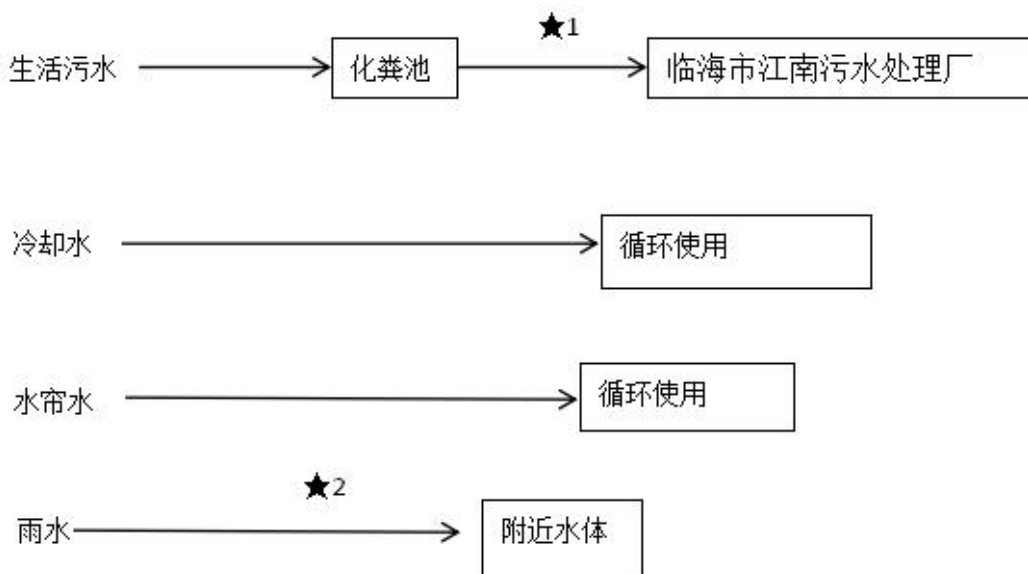 ★1
生活污水
化粪池
临海市江南污水处理厂
冷却水
循环使用
水帘水
循环使用
★2
雨水
附近水体